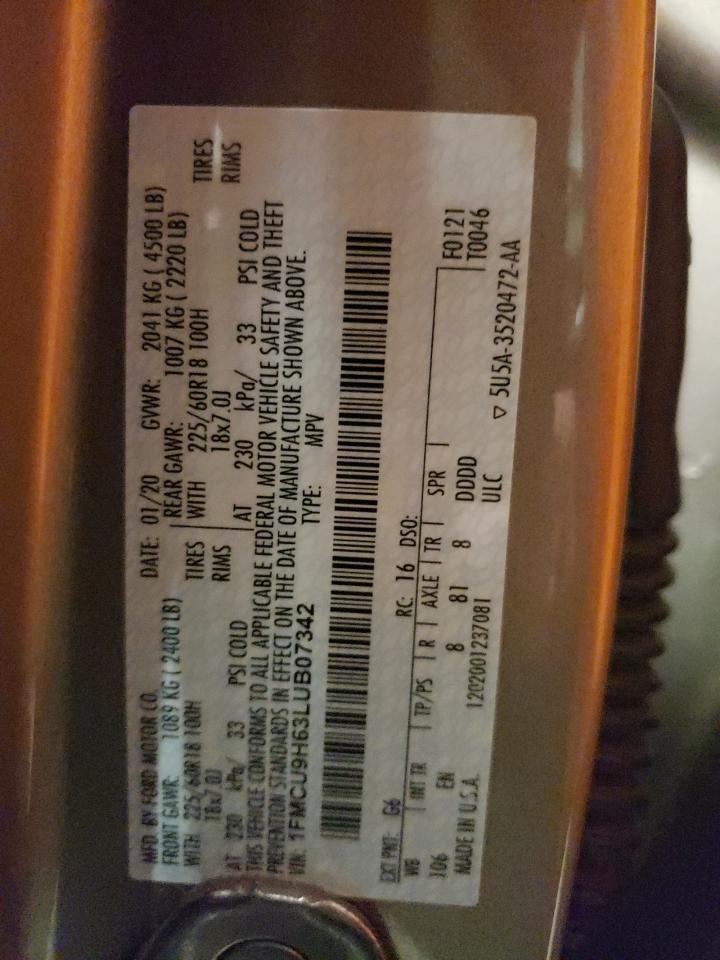 MFD. BY FORD MOTOR CO. DATE: 01/20 GVWR: 2041 KG ( 4500 LB)
FRONT GAWR: 1089 KG ( 2400 LB) REAR GAWR: 1007 KG ( 2220 LB)
WITH 225/60R18 100H TIRES WITH 225/60R18 100H TIRES
18x7.0J RIMS 18x7.0J RIMS
AT 230 kPa/ 33 PSI COLD AT 230 kPa/ 33 PSI COLD
THIS VEHICLE CONFORMS TO ALL APPLICABLE FEDERAL MOTOR VEHICLE SAFETY AND THEFT
PREVENTION STANDARDS IN EFFECT ON THE DATE OF MANUFACTURE SHOWN ABOVE.
VIN: 1FMCU9H63LUB07342 TYPE: MPV
EXT PNT: G6 RC: 16 DSO:
WB INT TR TP/PS R AXLE TR SPR F0121
106 EN 8 81 8 DDDD T0046
MADE IN U.S.A. 1202001237081 ULC ▽ 5U5A-3520472-AA